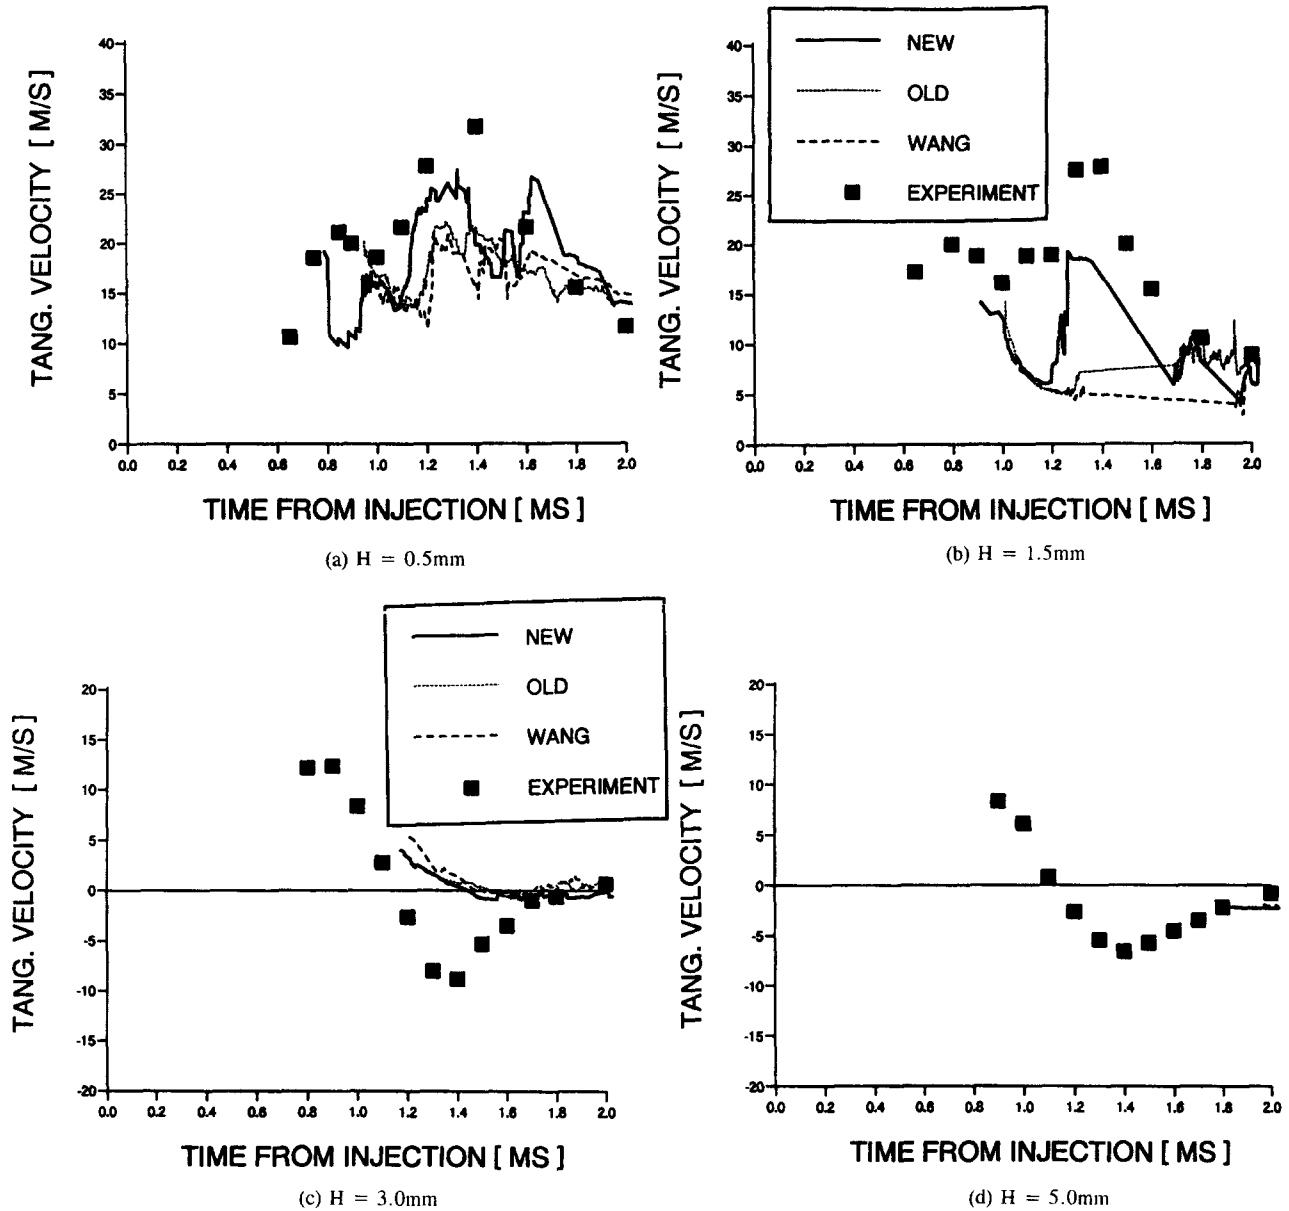 TANG. VELOCITY [ M/S]
40
35
30
25
20
15
10
5
0
0.0 0.2 0.4 0.6 0.8 1.0 1.2 1.4 1.6 1.8 2.0
TIME FROM INJECTION [ MS ]
(a) H = 0.5mm
TANG. VELOCITY [ M/S]
40
35
30
25
20
15
10
5
0
NEW
OLD
WANG
EXPERIMENT
0.0 0.2 0.4 0.6 0.8 1.0 1.2 1.4 1.6 1.8 2.0
TIME FROM INJECTION [ MS ]
(b) H = 1.5mm
TANG. VELOCITY [ M/S]
20
15
10
5
0
-5
-10
-15
-20
NEW
OLD
WANG
EXPERIMENT
0.0 0.2 0.4 0.6 0.8 1.0 1.2 1.4 1.6 1.8 2.0
TIME FROM INJECTION [ MS ]
(c) H = 3.0mm
TANG. VELOCITY [ M/S]
20
15
10
5
0
-5
-10
-15
-20
0.0 0.2 0.4 0.6 0.8 1.0 1.2 1.4 1.6 1.8 2.0
TIME FROM INJECTION [ MS ]
(d) H = 5.0mm